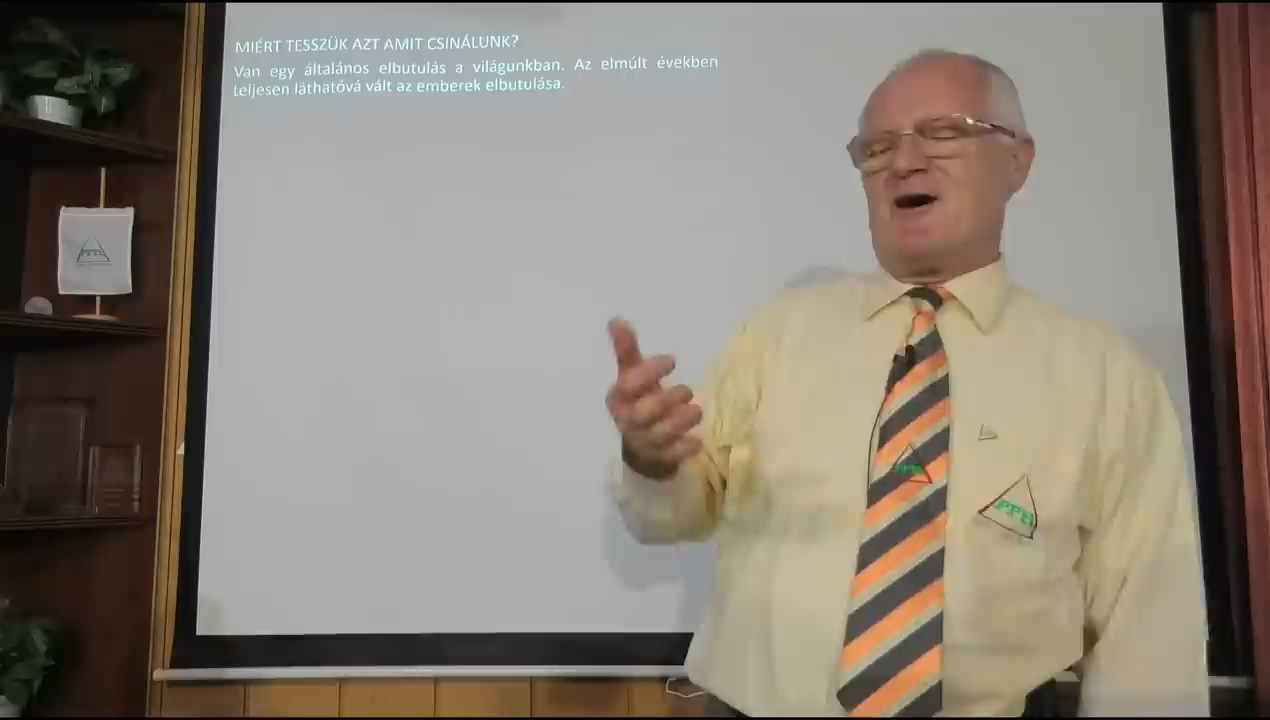 MIÉRT TESSZÜK AZT AMIT CSINÁLUNK?
Van egy általános elbutulás a világunkban. Az elmúlt években
teljesen láthatóvá vált az emberek elbutulása.